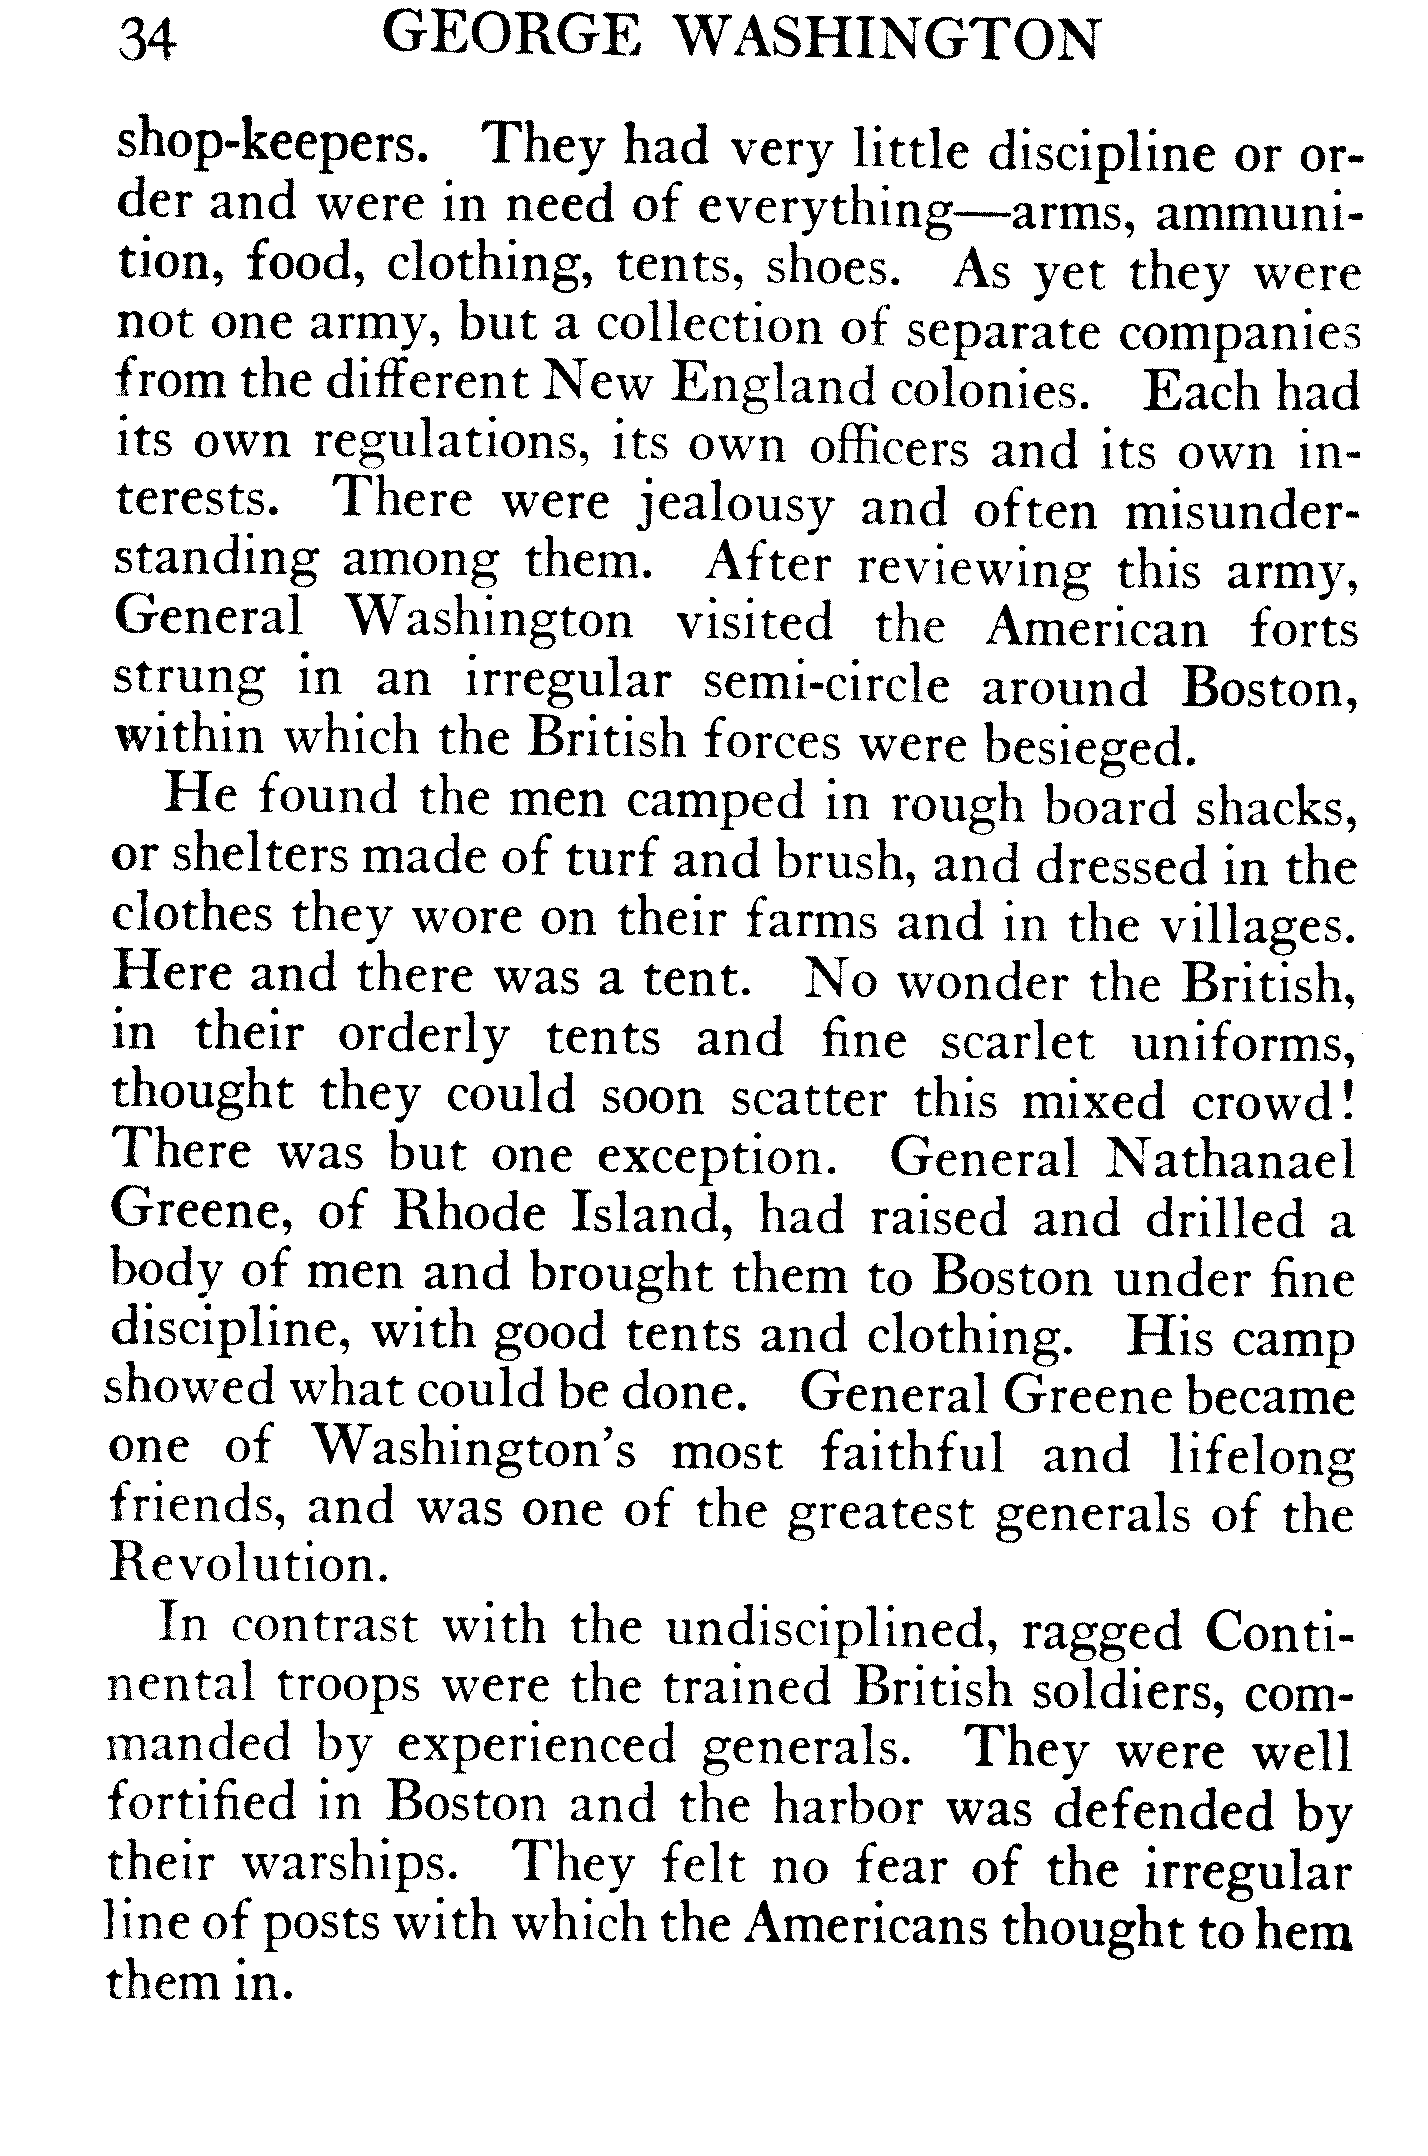 34 GEORGE WASHINGTON
shop-keepers. They had very little discipline or or-
der and were in need of everything—arms, ammuni-
tion, food, clothing, tents, shoes. As yet they were
not one army, but a collection of separate companies
from the different New England colonies. Each had
its own regulations, its own officers and its own in-
terests. There were jealousy and often misunder-
standing among them. After reviewing this army,
General Washington visited the American forts
strung in an irregular semi-circle around Boston,
within which the British forces were besieged.
He found the men camped in rough board shacks,
or shelters made of turf and brush, and dressed in the
clothes they wore on their farms and in the villages.
Here and there was a tent. No wonder the British,
in their orderly tents and fine scarlet uniforms,
thought they could soon scatter this mixed crowd!
There was but one exception. General Nathanael
Greene, of Rhode Island, had raised and drilled a
body of men and brought them to Boston under fine
discipline, with good tents and clothing. His camp
showed what could be done. General Greene became
one of Washington's most faithful and lifelong
friends, and was one of the greatest generals of the
Revolution.
In contrast with the undisciplined, ragged Conti-
nental troops were the trained British soldiers, com-
manded by experienced generals. They were well
fortified in Boston and the harbor was defended by
their warships. They felt no fear of the irregular
line of posts with which the Americans thought to hem
them in.